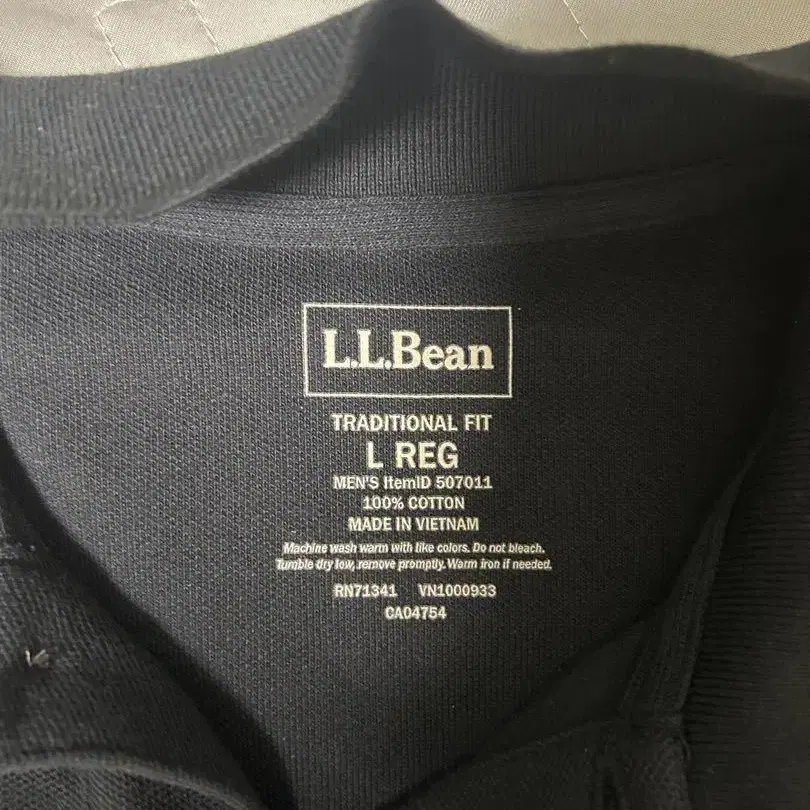 L.L.Bean
TRADITIONAL FIT
L REG
MEN'S ItemID 507011
100% COTTON
MADE IN VIETNAM
Machine wash warm with like colors. Do not bleach.
Tumble dry low, remove promptly. Warm iron if needed.
RN71341 VN1000933
CA04754